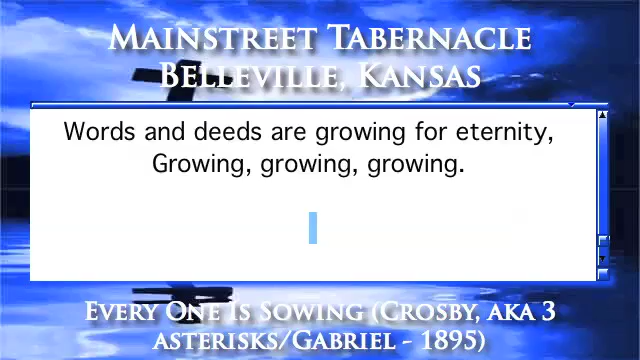 Mainstreet Tabernacle
Belleville, Kansas
Words and deeds are growing for eternity,
Growing, growing, growing.
Every One Is Sowing (Crosby, aka 3
asterisks/Gabriel - 1895)